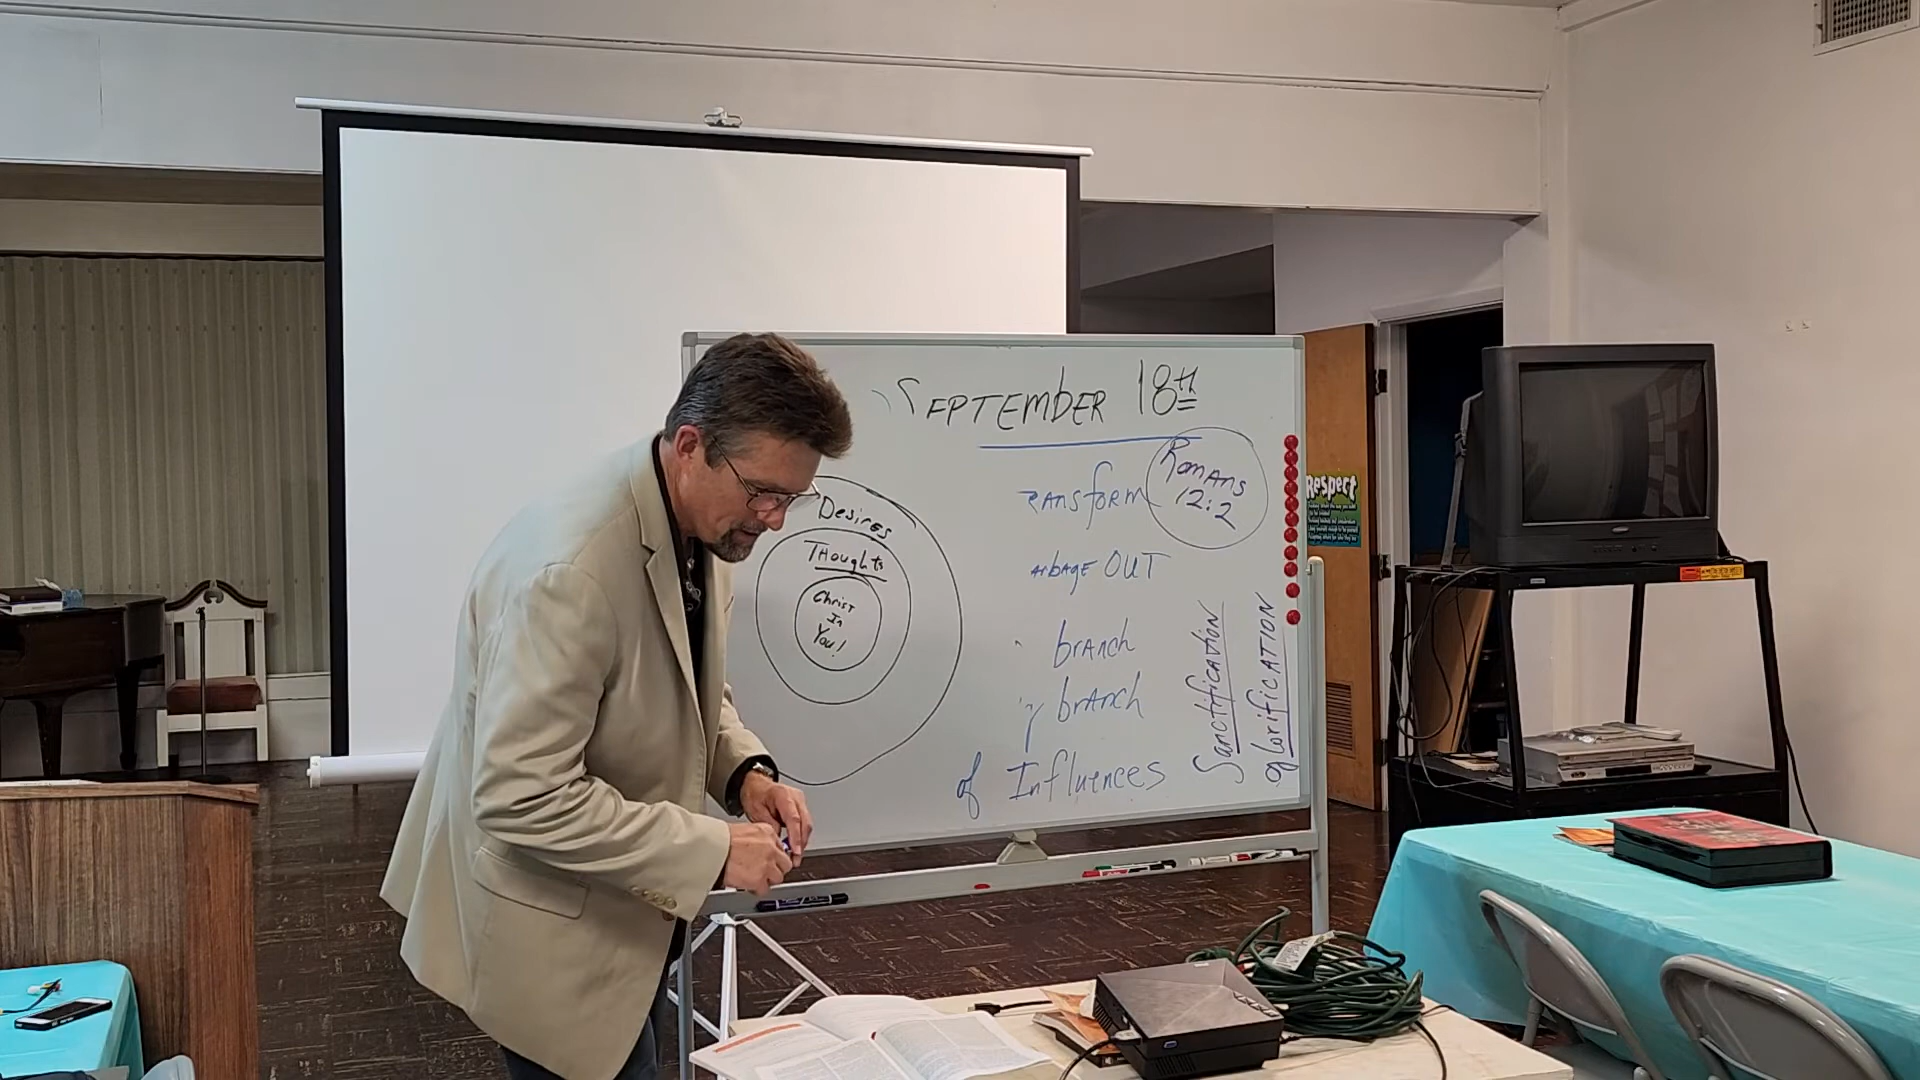 SEPTEMBER 18th
Romans
12:2
RANSFORM
Desires
Thoughts
Christ
In
You!
ARbAgE OUT
branch
y branch
of Influences
Sanctification
glorification
Respect